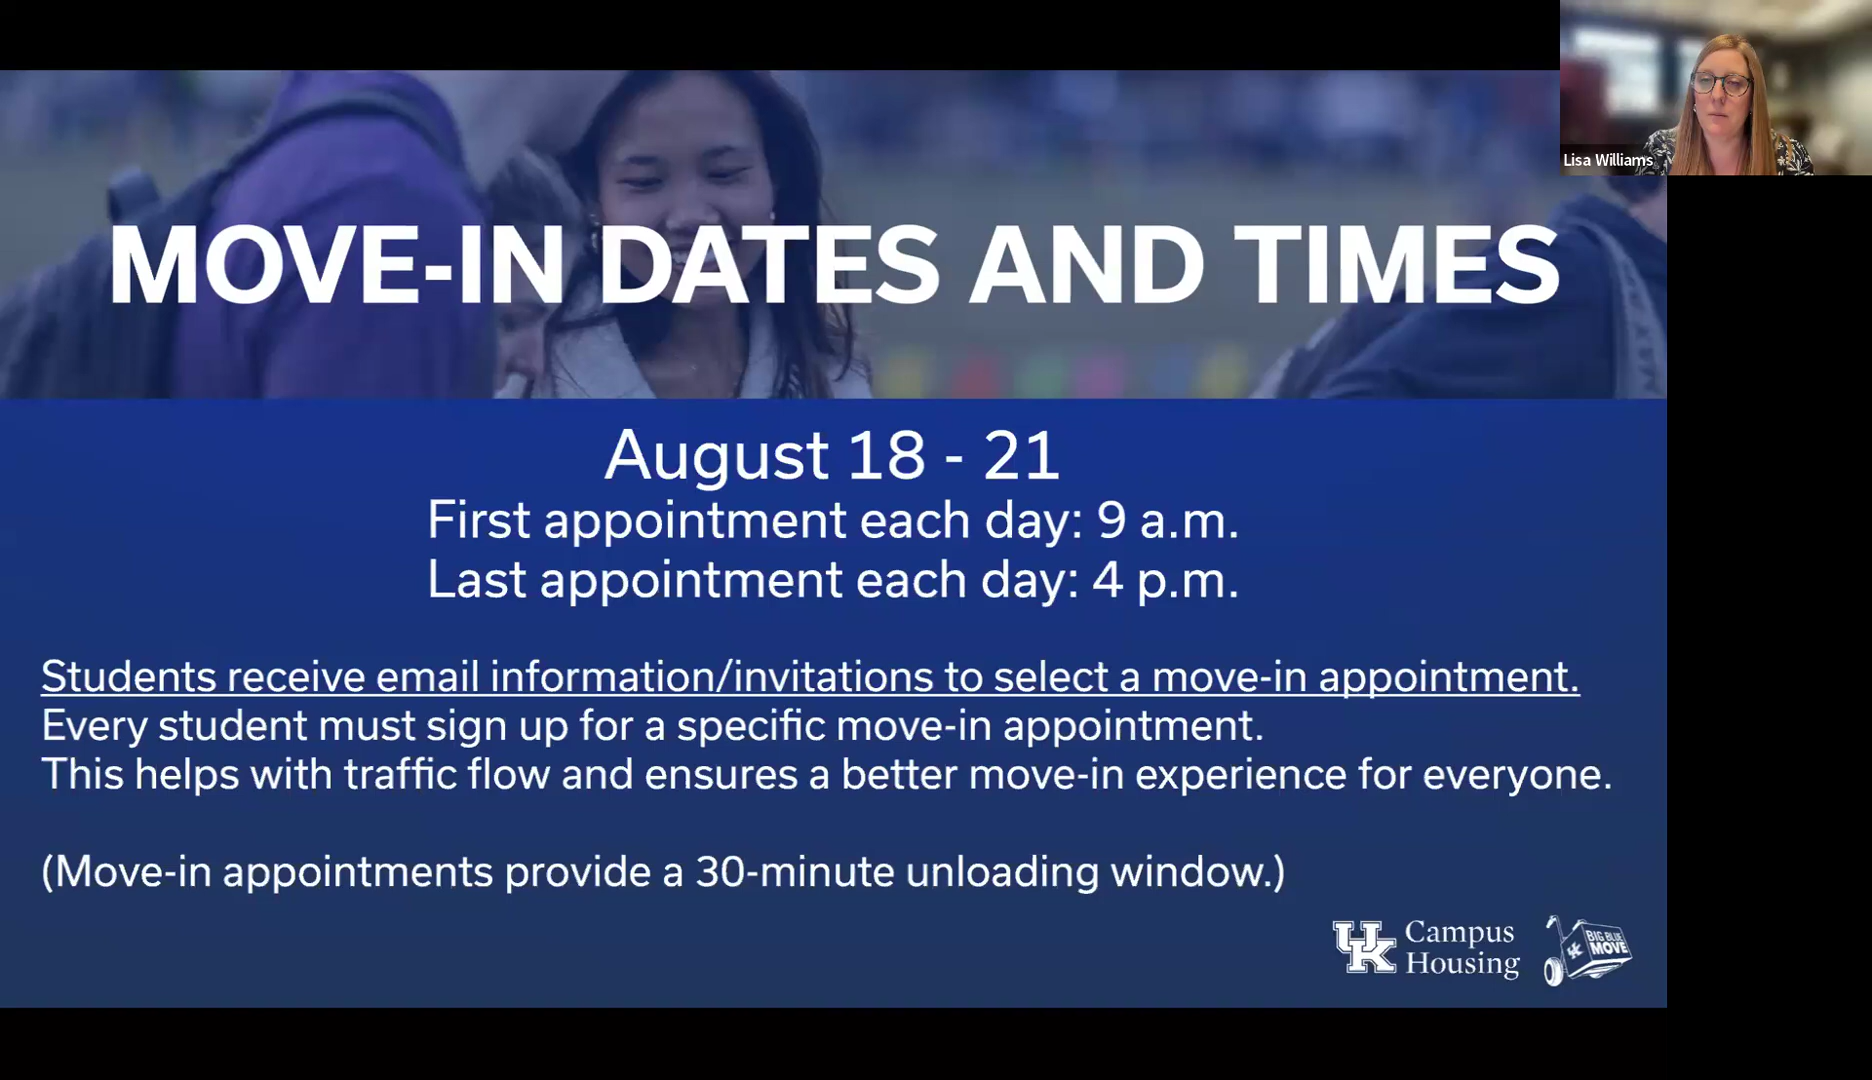 Lisa Williams
MOVE-IN DATES AND TIMES
August 18 - 21
First appointment each day: 9 a.m.
Last appointment each day: 4 p.m.
Students receive email information/invitations to select a move-in appointment.
Every student must sign up for a specific move-in appointment.
This helps with traffic flow and ensures a better move-in experience for everyone.
(Move-in appointments provide a 30-minute unloading window.)
UK
Campus
Housing
BIG BLUE
UK MOVE